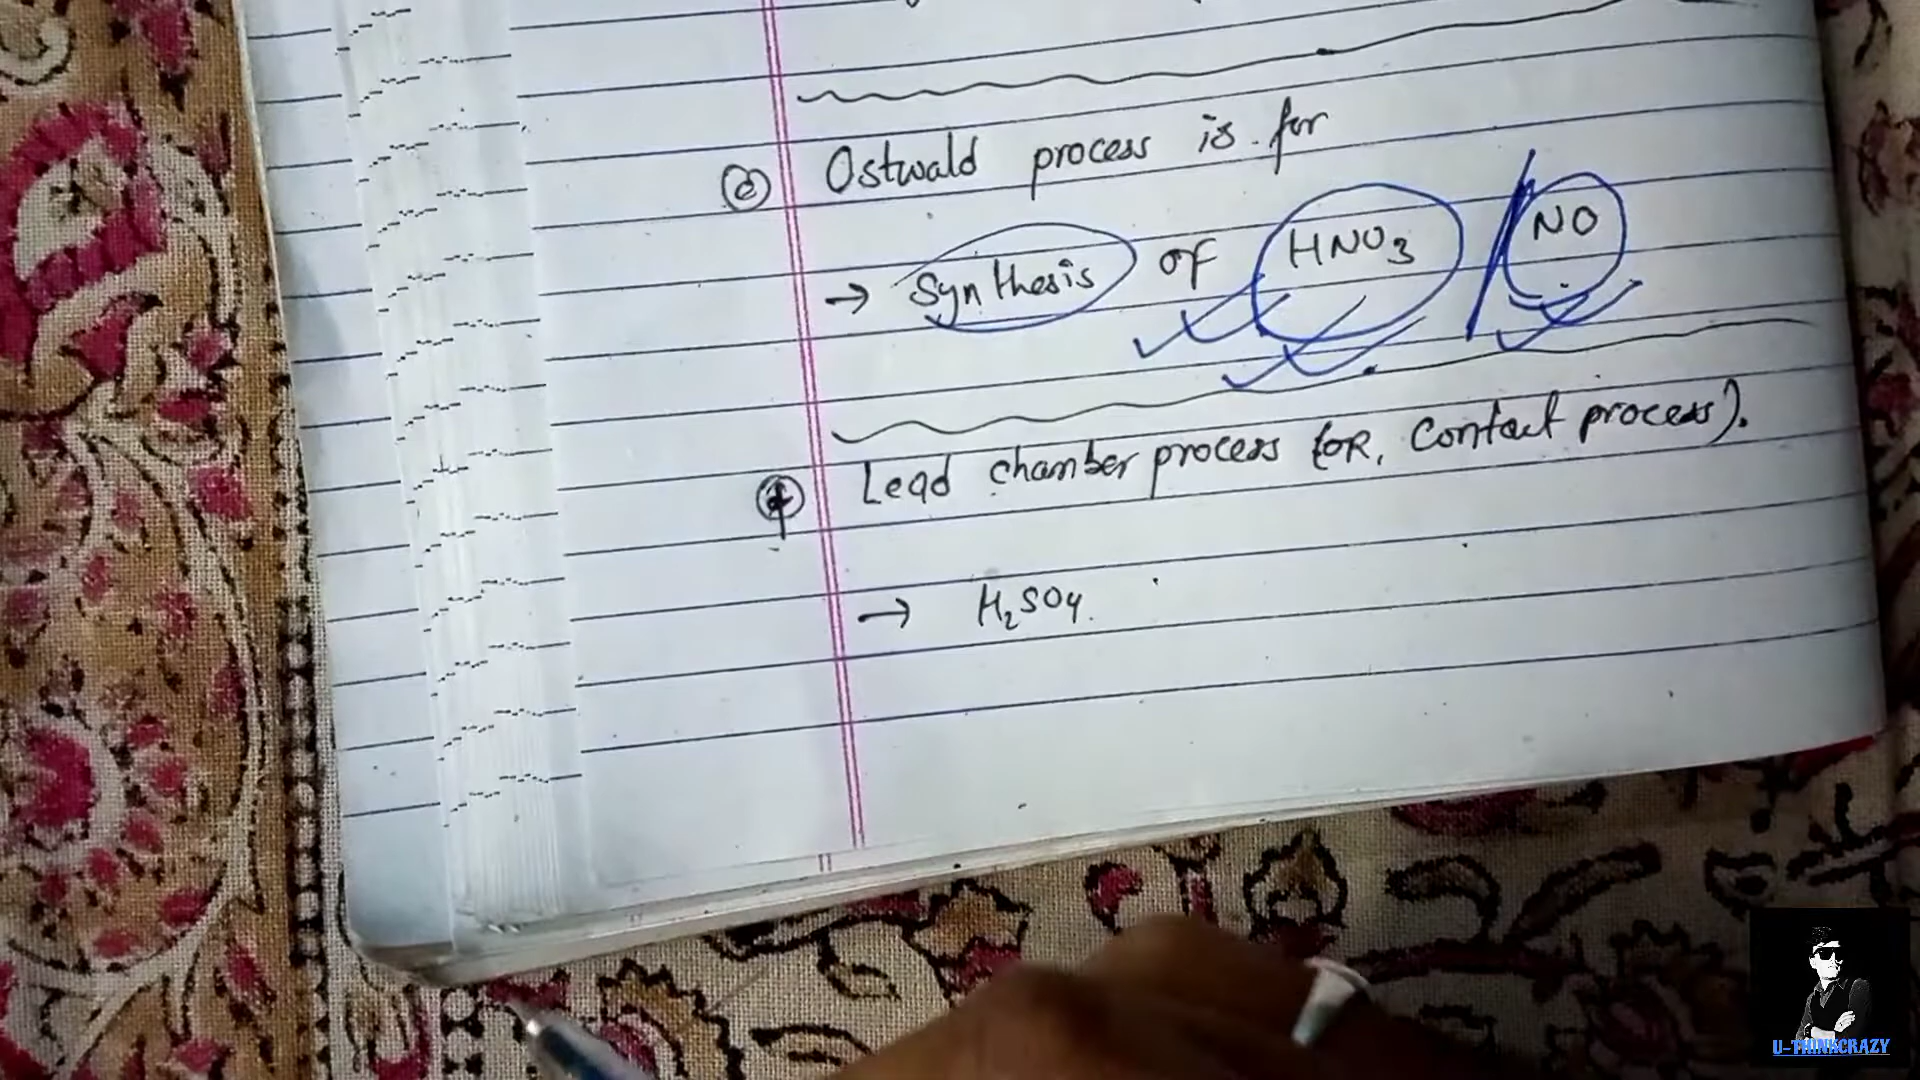 (e) Ostwald process is for
→ Synthesis of HNO3 / NO
(f) Lead chamber process (OR, Contact process).
→ H2SO4.
U-THINKCRAZY